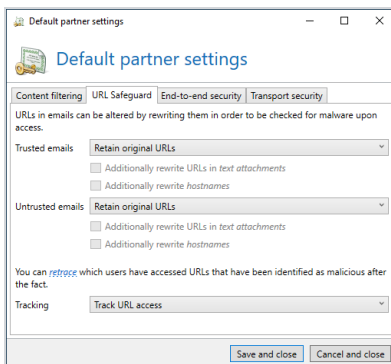 Default partner settings
Default partner settings
Content filtering URL Safeguard End-to-end security Transport security
URLs in emails can be altered by rewriting them in order to be checked for malware upon
access.
Trusted emails Retain original URLs
Additionally rewrite URLs in text attachments
Additionally rewrite hostnames
Untrusted emails Retain original URLs
Additionally rewrite URLs in text attachments
Additionally rewrite hostnames
You can retrace which users have accessed URLs that have been identified as malicious after
the fact.
Tracking Track URL access
Save and close Cancel and close